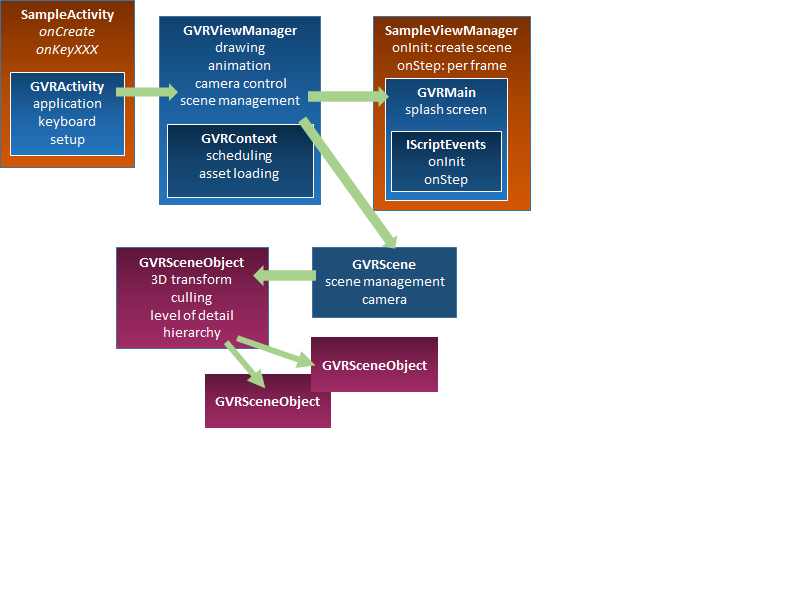 SampleActivity
onCreate
onKeyXXX
GVRActivity
application
keyboard
setup
GVRViewManager
drawing
animation
camera control
scene management
GVRContext
scheduling
asset loading
SampleViewManager
onInit: create scene
onStep: per frame
GVRMain
splash screen
IScriptEvents
onInit
onStep
GVRSceneObject
3D transform
culling
level of detail
hierarchy
GVRScene
scene management
camera
GVRSceneObject
GVRSceneObject